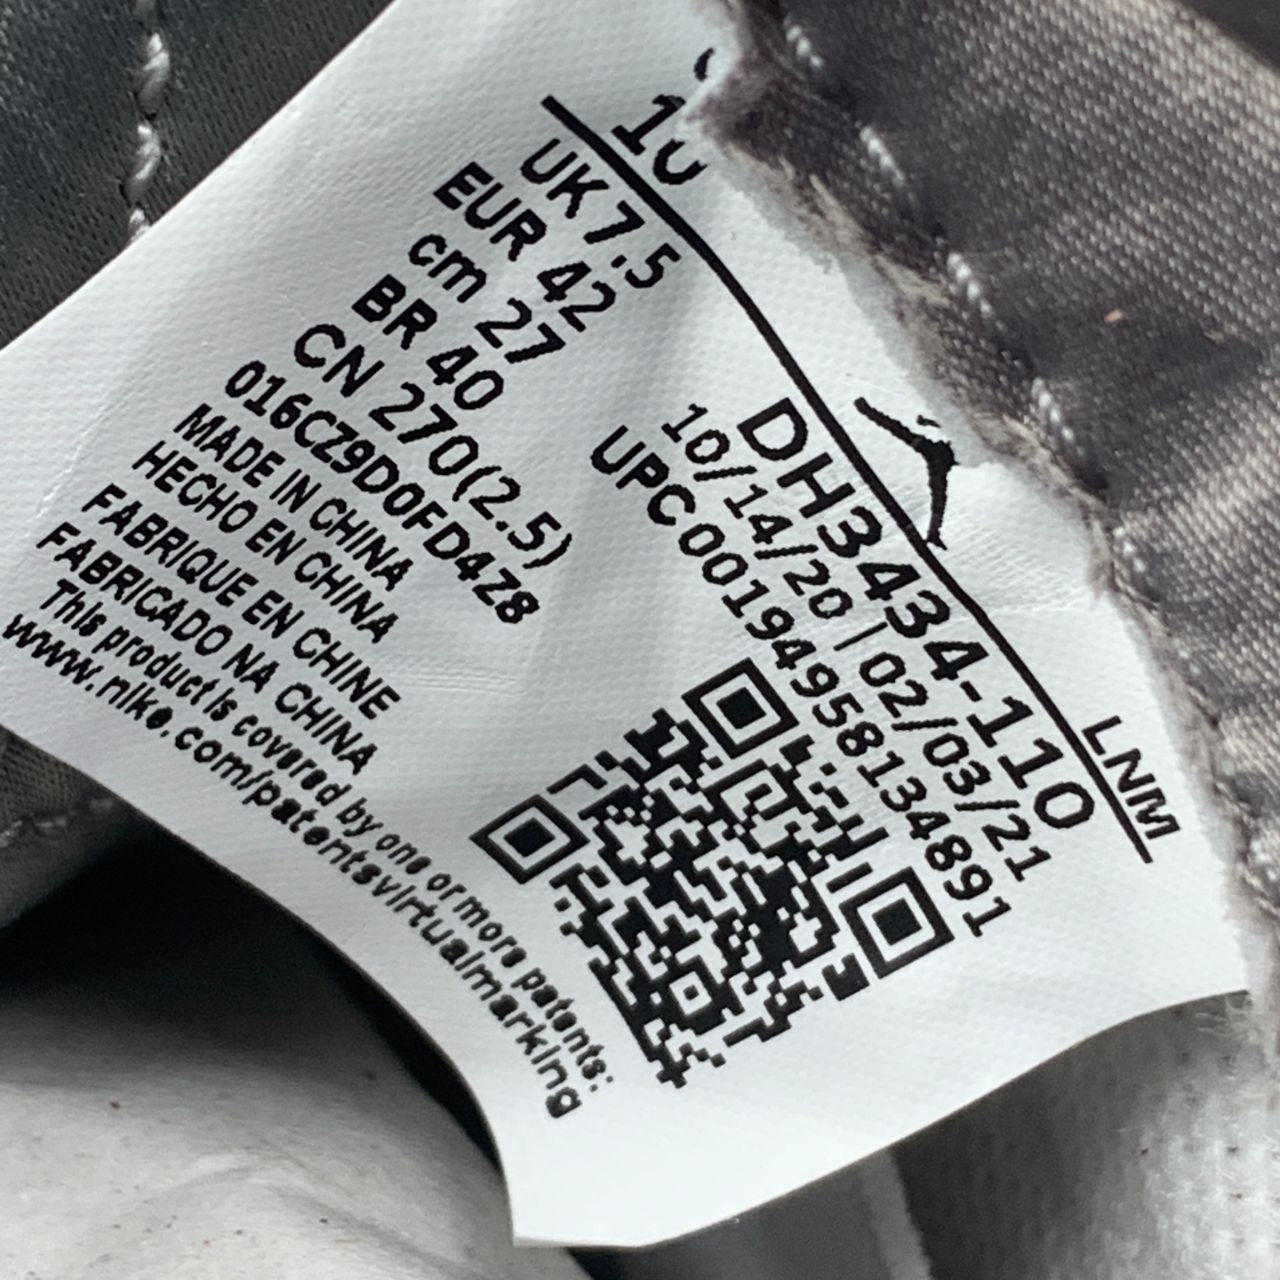 UK 7.5
EUR 42
cm 27
BR 40
CN 270(2.5)
016CZ9D0FD4Z8
MADE IN CHINA
HECHO EN CHINA
FABRIQUE EN CHINE
FABRICADO NA CHINA
This product is covered by one or more patents:
www.nike.com/patentsvirtualmarking
LNM
DH3434-110
10/14/20 | 02/03/21
UPC 00194958134891